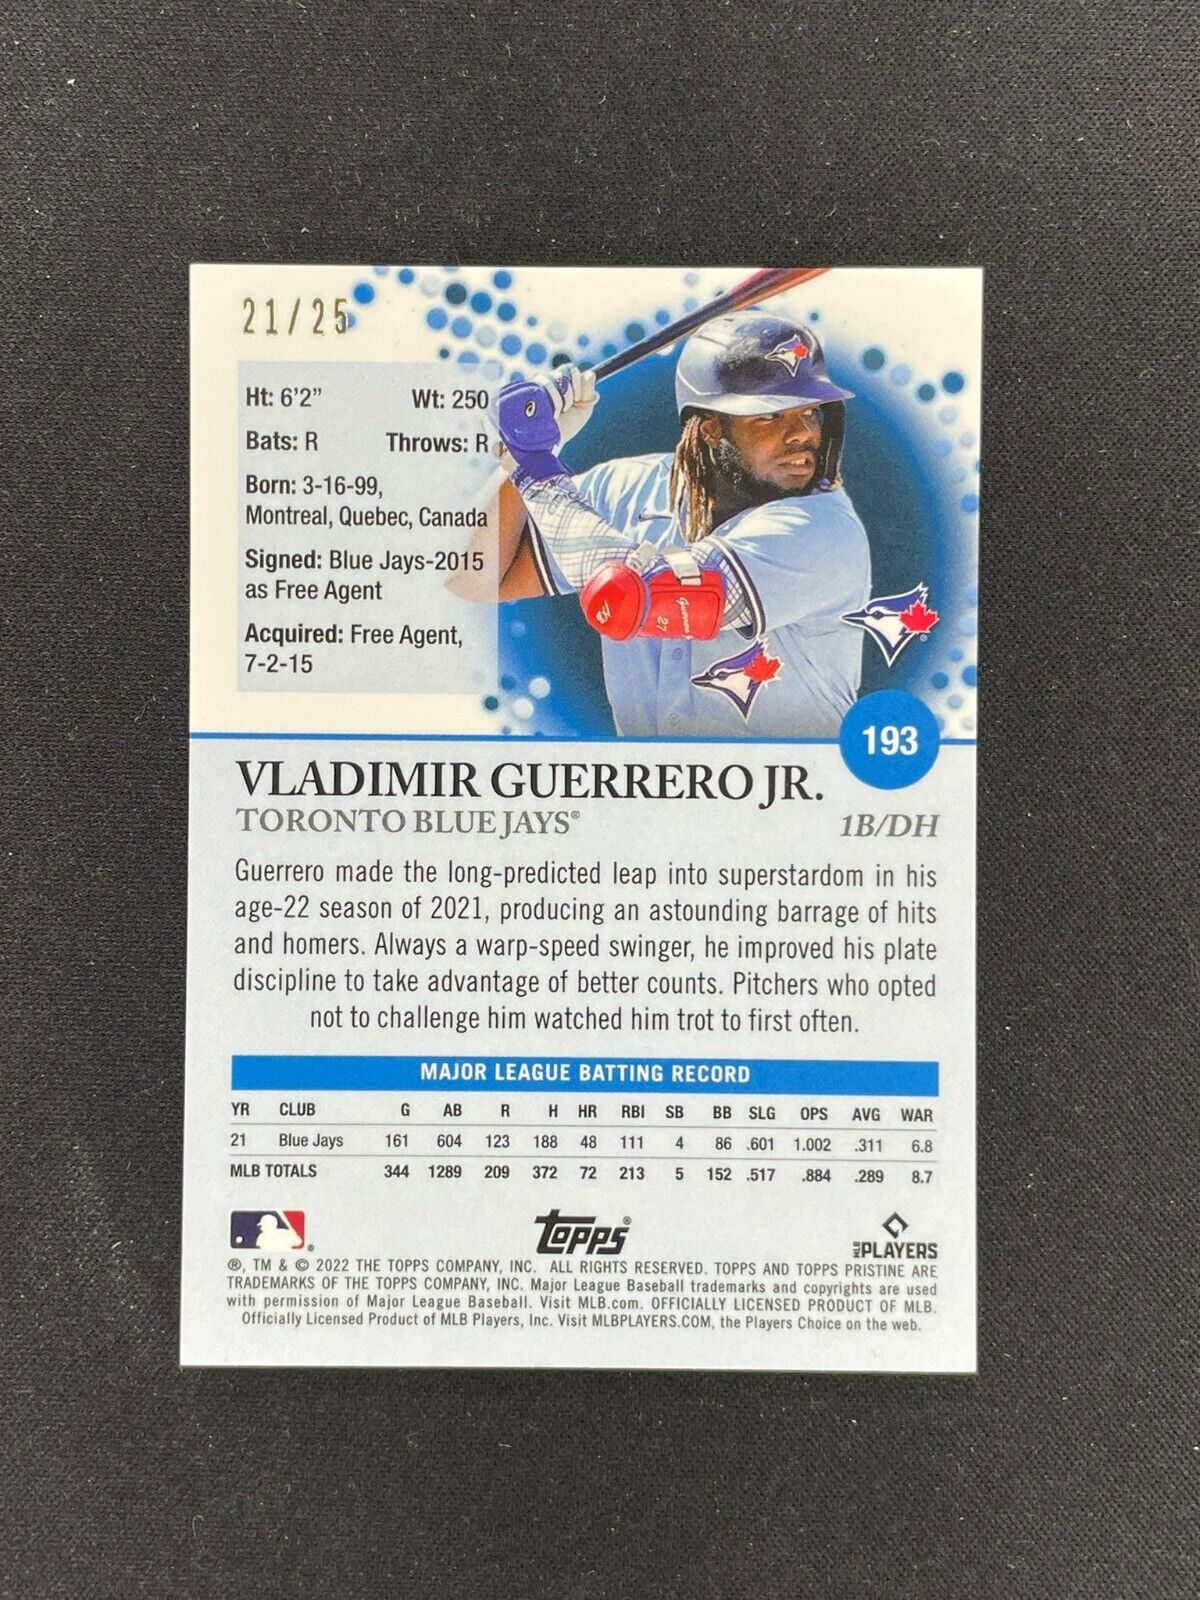 21/25
Ht: 6'2" Wt: 250
Bats: R Throws: R
Born: 3-16-99,
Montreal, Quebec, Canada
Signed: Blue Jays-2015
as Free Agent
Acquired: Free Agent,
7-2-15
27
193
VLADIMIR GUERRERO JR.
TORONTO BLUE JAYS® 1B/DH
Guerrero made the long-predicted leap into superstardom in his
age-22 season of 2021, producing an astounding barrage of hits
and homers. Always a warp-speed swinger, he improved his plate
discipline to take advantage of better counts. Pitchers who opted
not to challenge him watched him trot to first often.
MAJOR LEAGUE BATTING RECORD
YR CLUB G AB R H HR RBI SB BB SLG OPS AVG WAR
21 Blue Jays 161 604 123 188 48 111 4 86 .601 1.002 .311 6.8
MLB TOTALS 344 1289 209 372 72 213 5 152 .517 .884 .289 8.7
topps® MLB PLAYERS
®, TM & © 2022 THE TOPPS COMPANY, INC. ALL RIGHTS RESERVED. TOPPS AND TOPPS PRISTINE ARE
TRADEMARKS OF THE TOPPS COMPANY, INC. Major League Baseball trademarks and copyrights are used
with permission of Major League Baseball. Visit MLB.com. OFFICIALLY LICENSED PRODUCT OF MLB.
Officially Licensed Product of MLB Players, Inc. Visit MLBPLAYERS.COM, the Players Choice on the web.